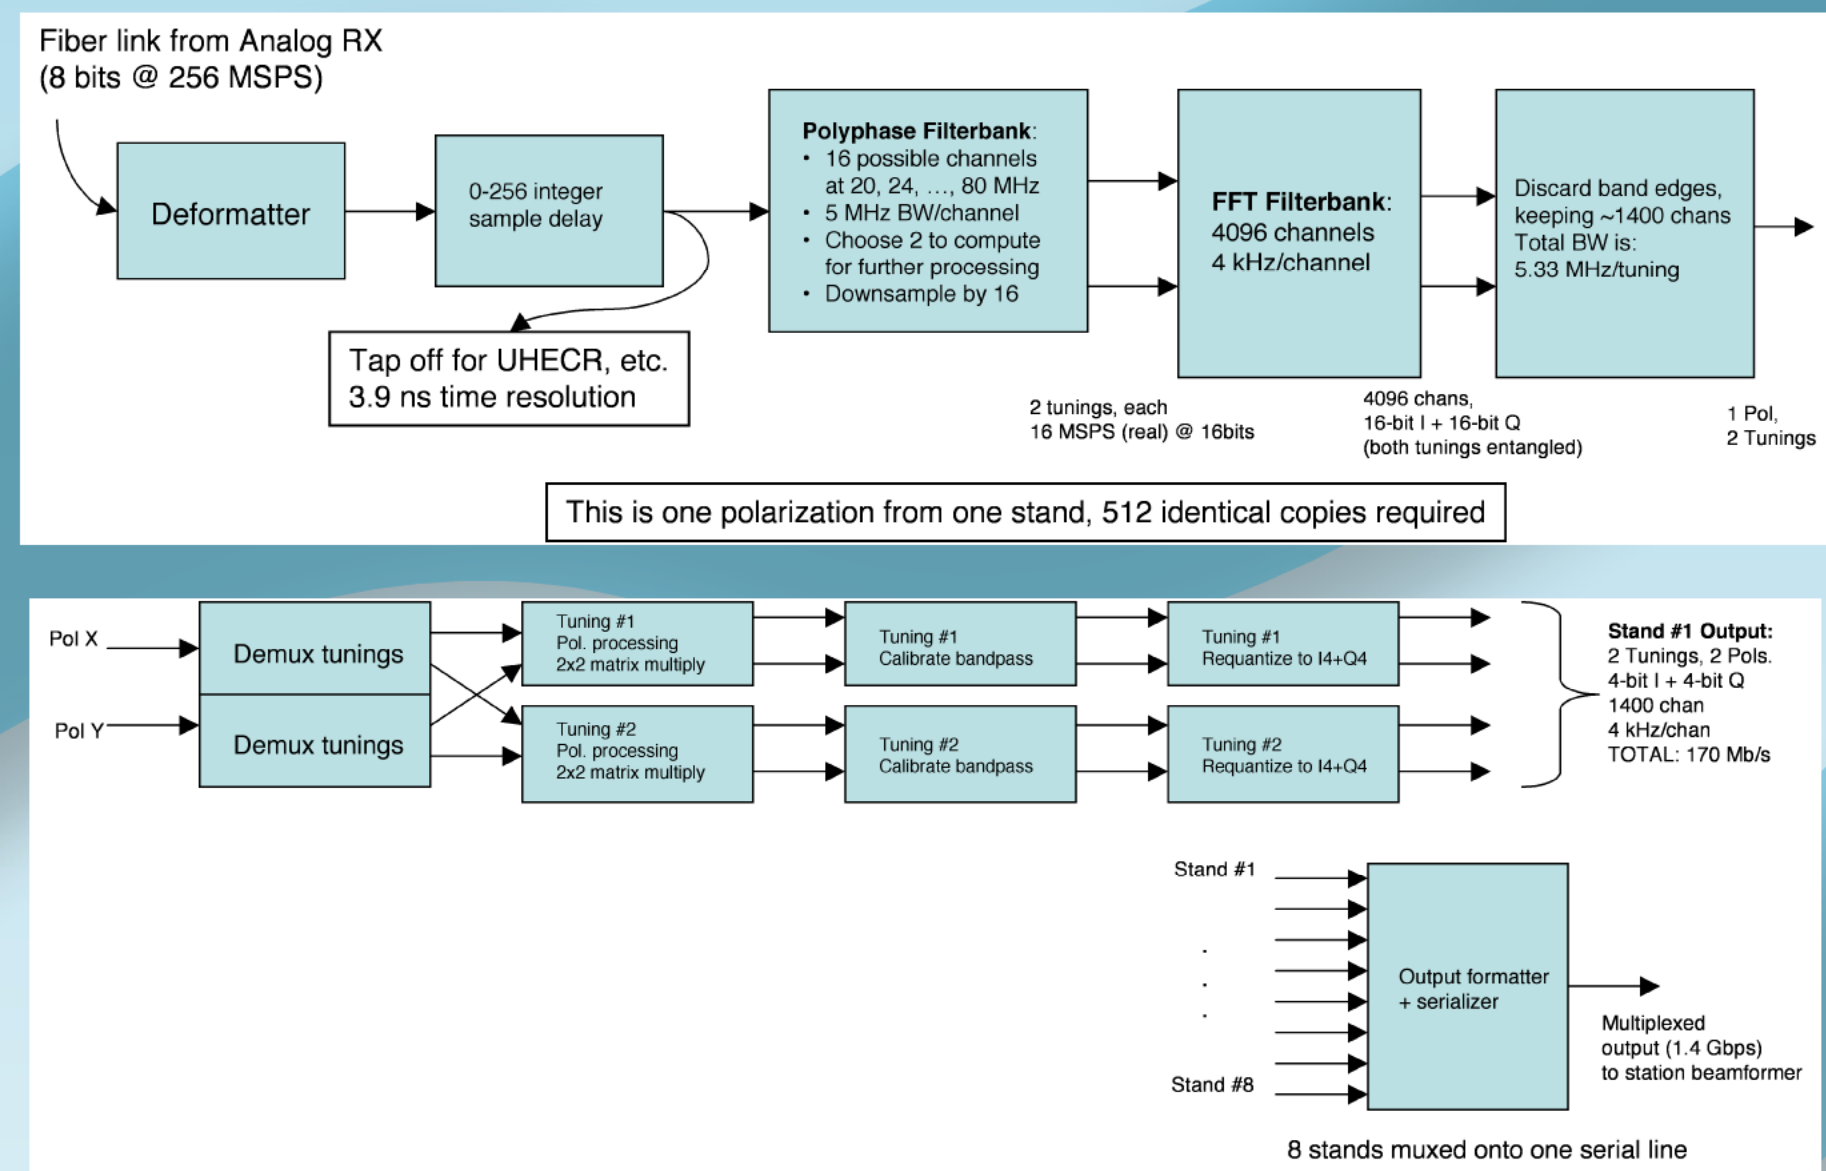 Fiber link from Analog RX
(8 bits @ 256 MSPS)
Deformatter
0-256 integer
sample delay
Tap off for UHECR, etc.
3.9 ns time resolution
Polyphase Filterbank:
• 16 possible channels
at 20, 24, ..., 80 MHz
• 5 MHz BW/channel
• Choose 2 to compute
for further processing
• Downsample by 16
2 tunings, each
16 MSPS (real) @ 16bits
FFT Filterbank:
4096 channels
4 kHz/channel
4096 chans,
16-bit I + 16-bit Q
(both tunings entangled)
Discard band edges,
keeping ~1400 chans
Total BW is:
5.33 MHz/tuning
1 Pol,
2 Tunings
This is one polarization from one stand, 512 identical copies required
Pol X
Pol Y
Demux tunings
Demux tunings
Tuning #1
Pol. processing
2x2 matrix multiply
Tuning #2
Pol. processing
2x2 matrix multiply
Tuning #1
Calibrate bandpass
Tuning #2
Calibrate bandpass
Tuning #1
Requantize to I4+Q4
Tuning #2
Requantize to I4+Q4
Stand #1 Output:
2 Tunings, 2 Pols.
4-bit I + 4-bit Q
1400 chan
4 kHz/chan
TOTAL: 170 Mb/s
Stand #1
.
.
.
Stand #8
Output formatter
+ serializer
Multiplexed
output (1.4 Gbps)
to station beamformer
8 stands muxed onto one serial line